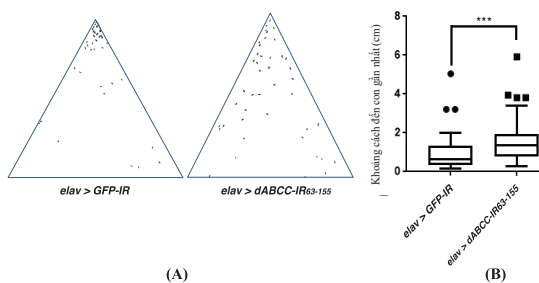 elav > GFP-IR
elav > dABCC-IR63-155
(A)
Khoảng cách đến con gần nhất (cm)
8
6
4
2
0
***
elav > GFP-IR
elav > dABCC-IR63-155
(B)